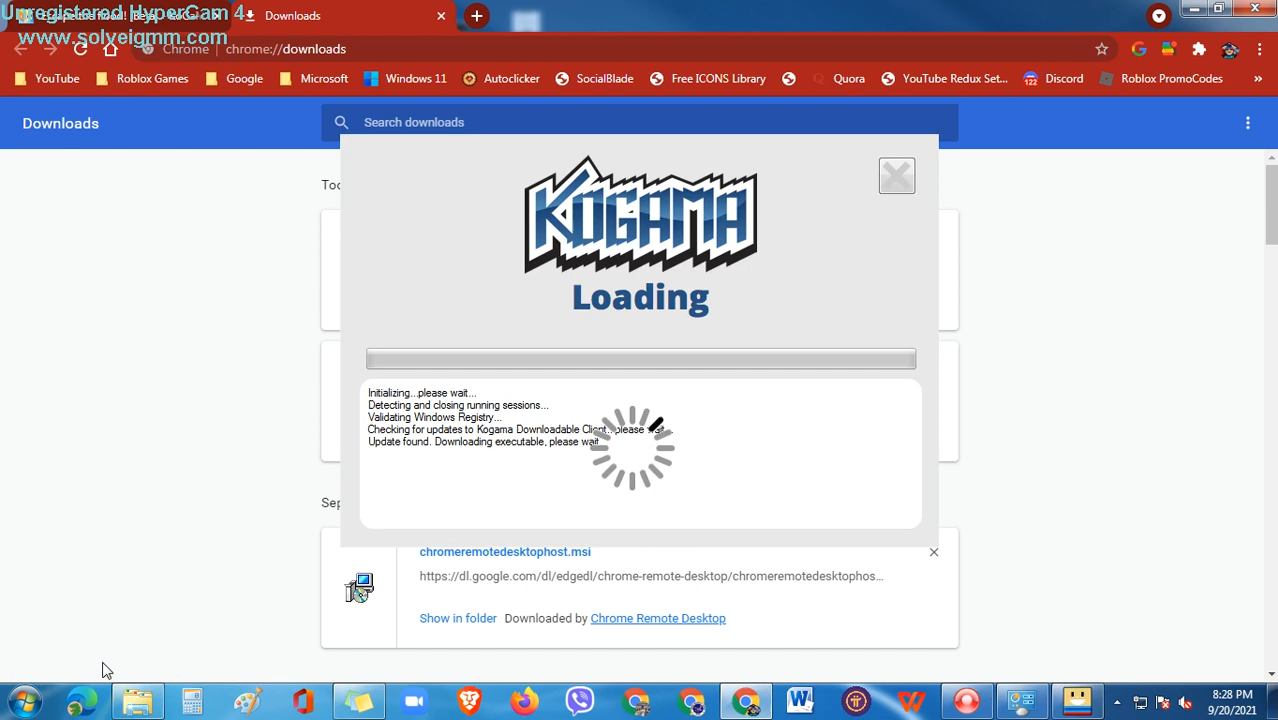 Unregistered HyperCam 4
www.solveigmm.com
Downloads
Chrome
chrome://downloads
YouTube
Roblox Games
Google
Microsoft
Windows 11
Autoclicker
SocialBlade
Free ICONS Library
Quora
YouTube Redux Set...
Discord
Roblox PromoCodes
»
Downloads
Search downloads
KOGAMA
Loading
Initializing...please wait...
Detecting and closing running sessions...
Validating Windows Registry...
Checking for updates to Kogama Downloadable Client...please wait...
Update found. Downloading executable, please wait
chromeremotedesktophost.msi
https://dl.google.com/dl/edgedl/chrome-remote-desktop/chromeremotedesktophos...
Show in folder
Downloaded by Chrome Remote Desktop
8:28 PM
9/20/2021